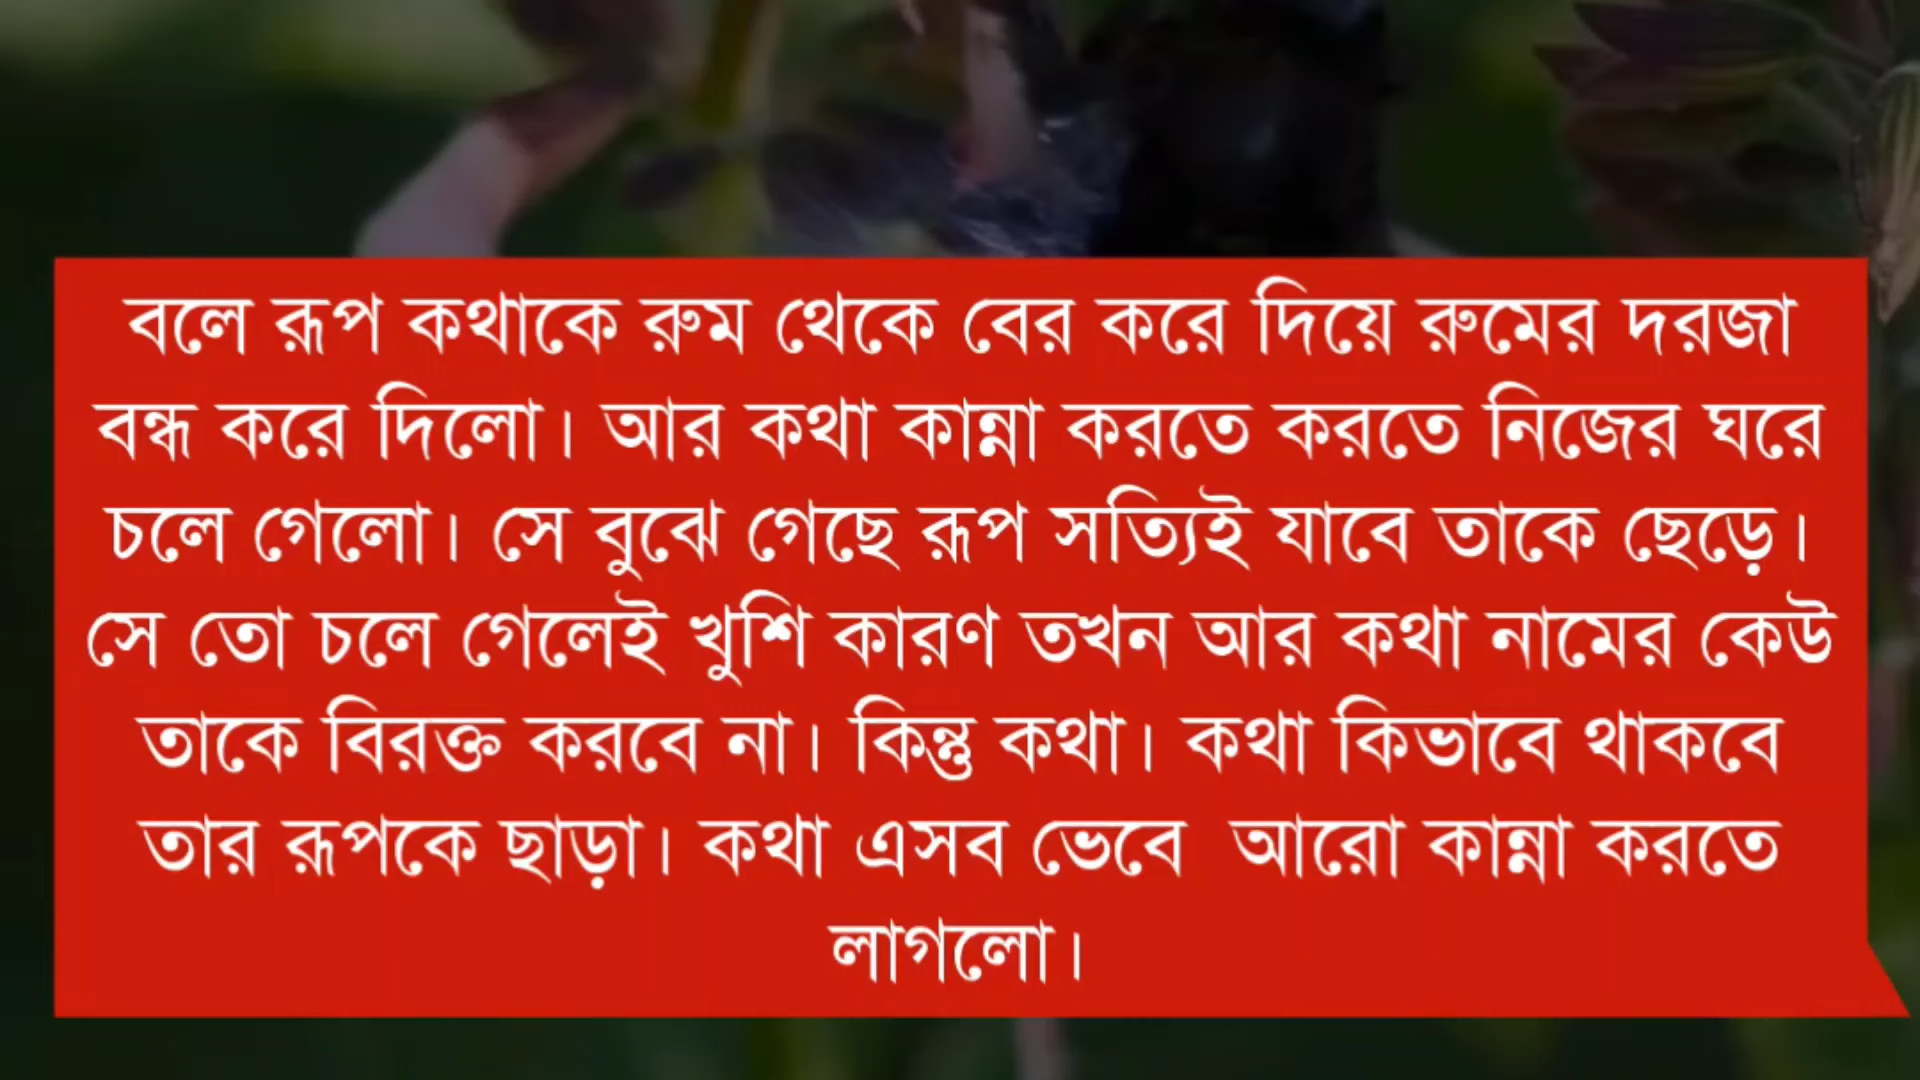 বলে রূপ কথাকে রুম থেকে বের করে দিয়ে রুমের দরজা
বন্ধ করে দিলো। আর কথা কান্না করতে করতে নিজের ঘরে
চলে গেলো। সে বুঝে গেছে রূপ সত্যিই যাবে তাকে ছেড়ে।
সে তো চলে গেলেই খুশি কারণ তখন আর কথা নামের কেউ
তাকে বিরক্ত করবে না। কিন্তু কথা। কথা কিভাবে থাকবে
তার রূপকে ছাড়া। কথা এসব ভেবে আরো কান্না করতে
লাগলো।